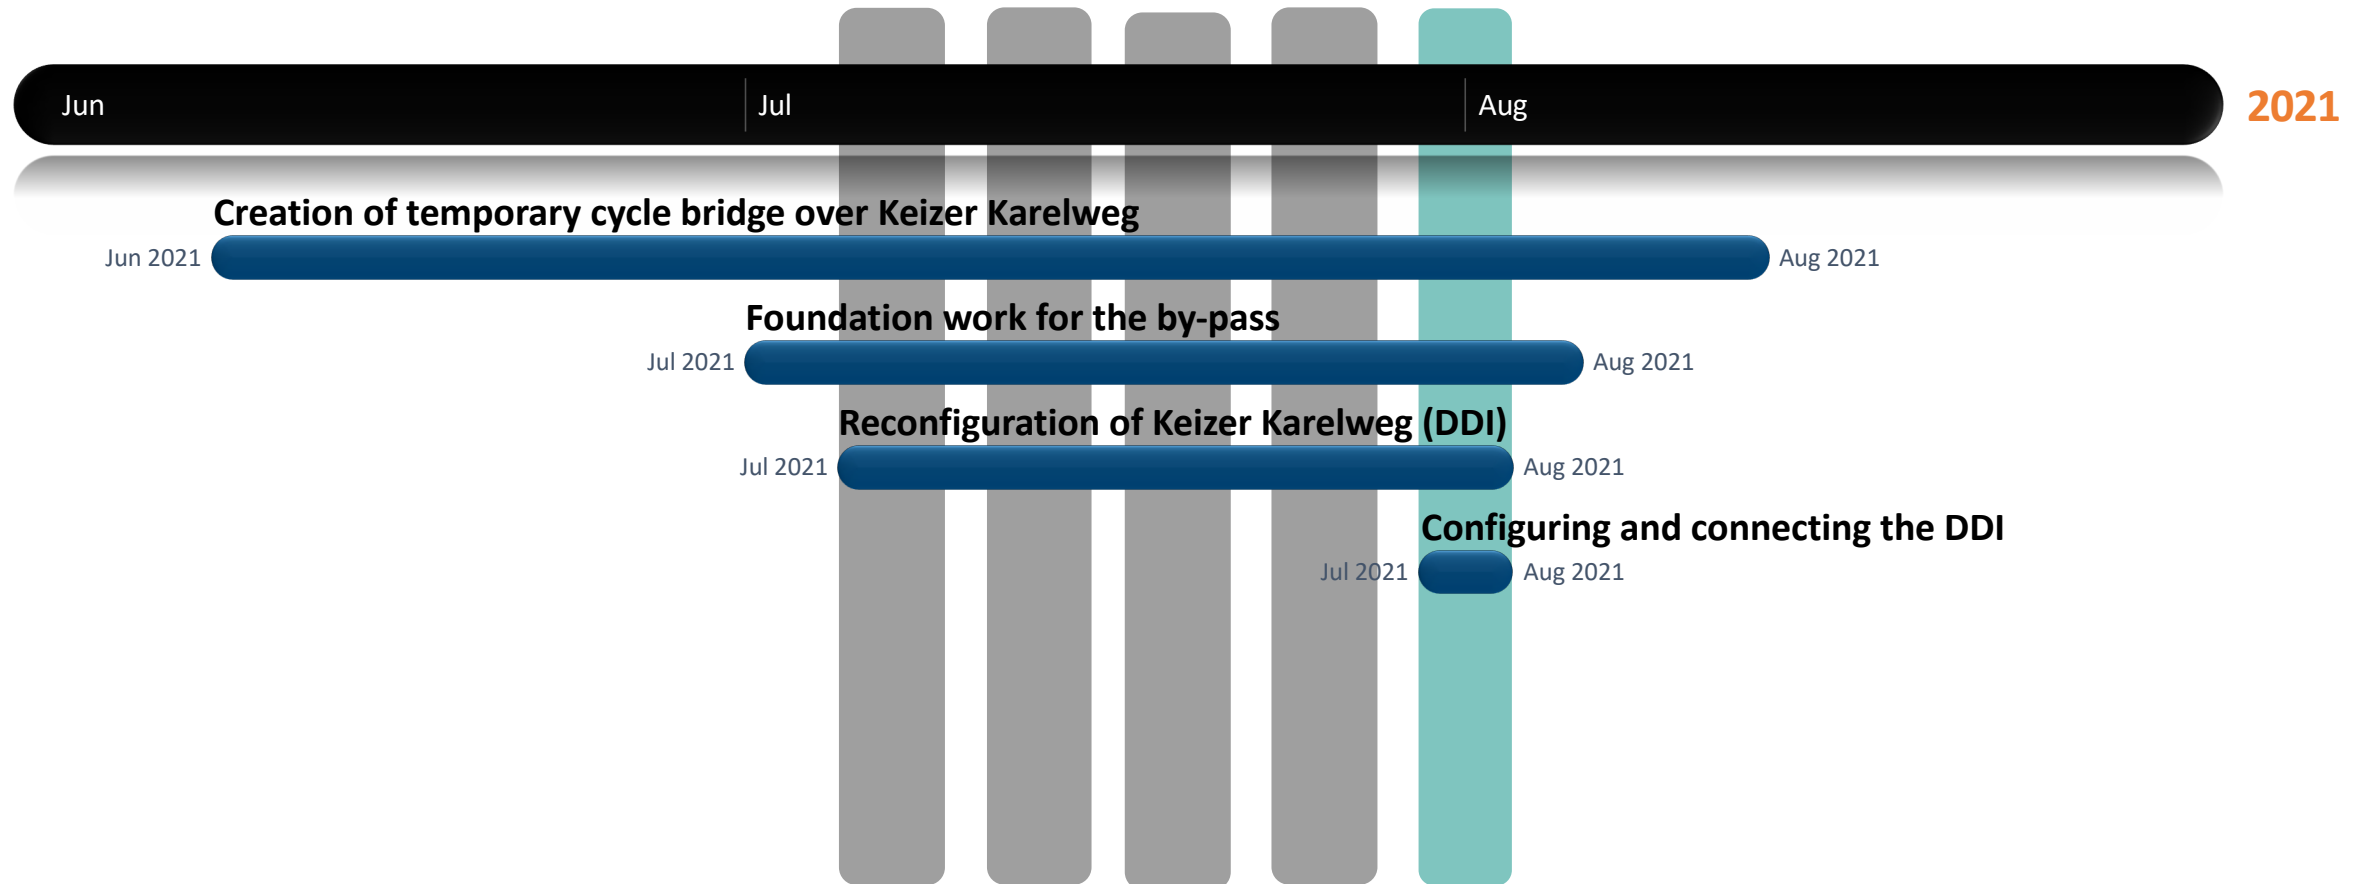 Jun
Jul
Aug
2021
Creation of temporary cycle bridge over Keizer Karelweg
Jun 2021
Aug 2021
Foundation work for the by-pass
Jul 2021
Aug 2021
Reconfiguration of Keizer Karelweg (DDI)
Jul 2021
Aug 2021
Configuring and connecting the DDI
Jul 2021
Aug 2021